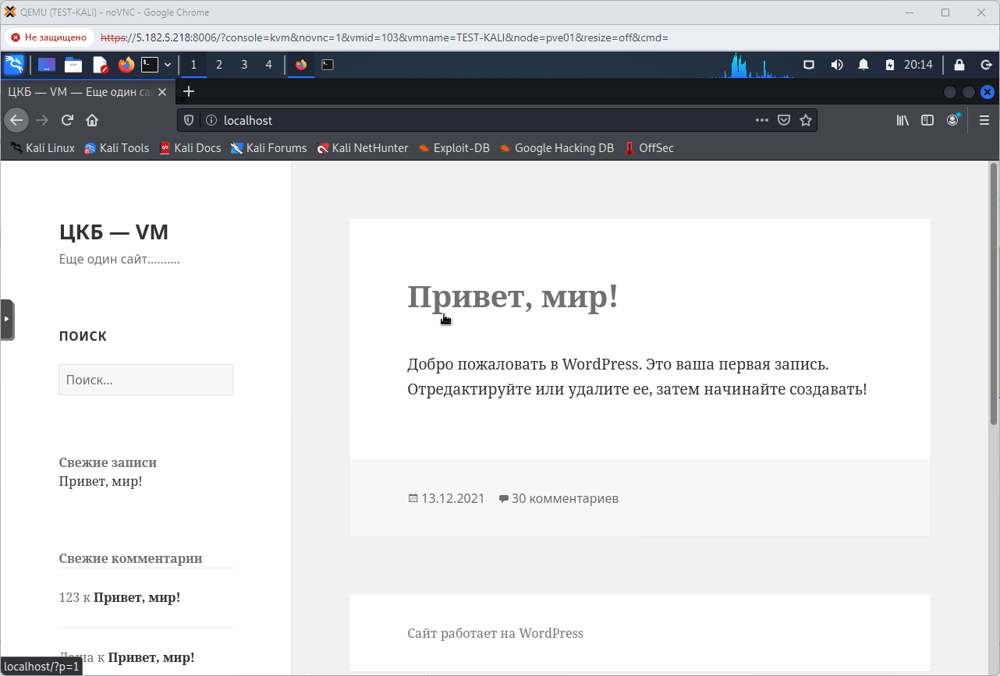 QEMU (TEST-KALI) - noVNC - Google Chrome
Не защищено https://5.182.5.218:8006/?console=kvm&novnc=1&vmid=103&vmname=TEST-KALI&node=pve01&resize=off&cmd=
1 2 3 4 20:14
ЦКБ — VM — Еще один са
localhost
Kali Linux Kali Tools Kali Docs Kali Forums Kali NetHunter Exploit-DB Google Hacking DB OffSec
ЦКБ — VM
Еще один сайт..........
ПОИСК
Поиск…
Свежие записи
Привет, мир!
Свежие комментарии
123 к Привет, мир!
Даша к Привет, мир!
Привет, мир!
Добро пожаловать в WordPress. Это ваша первая запись.
Отредактируйте или удалите ее, затем начинайте создавать!
13.12.2021 30 комментариев
Сайт работает на WordPress
localhost/?p=1